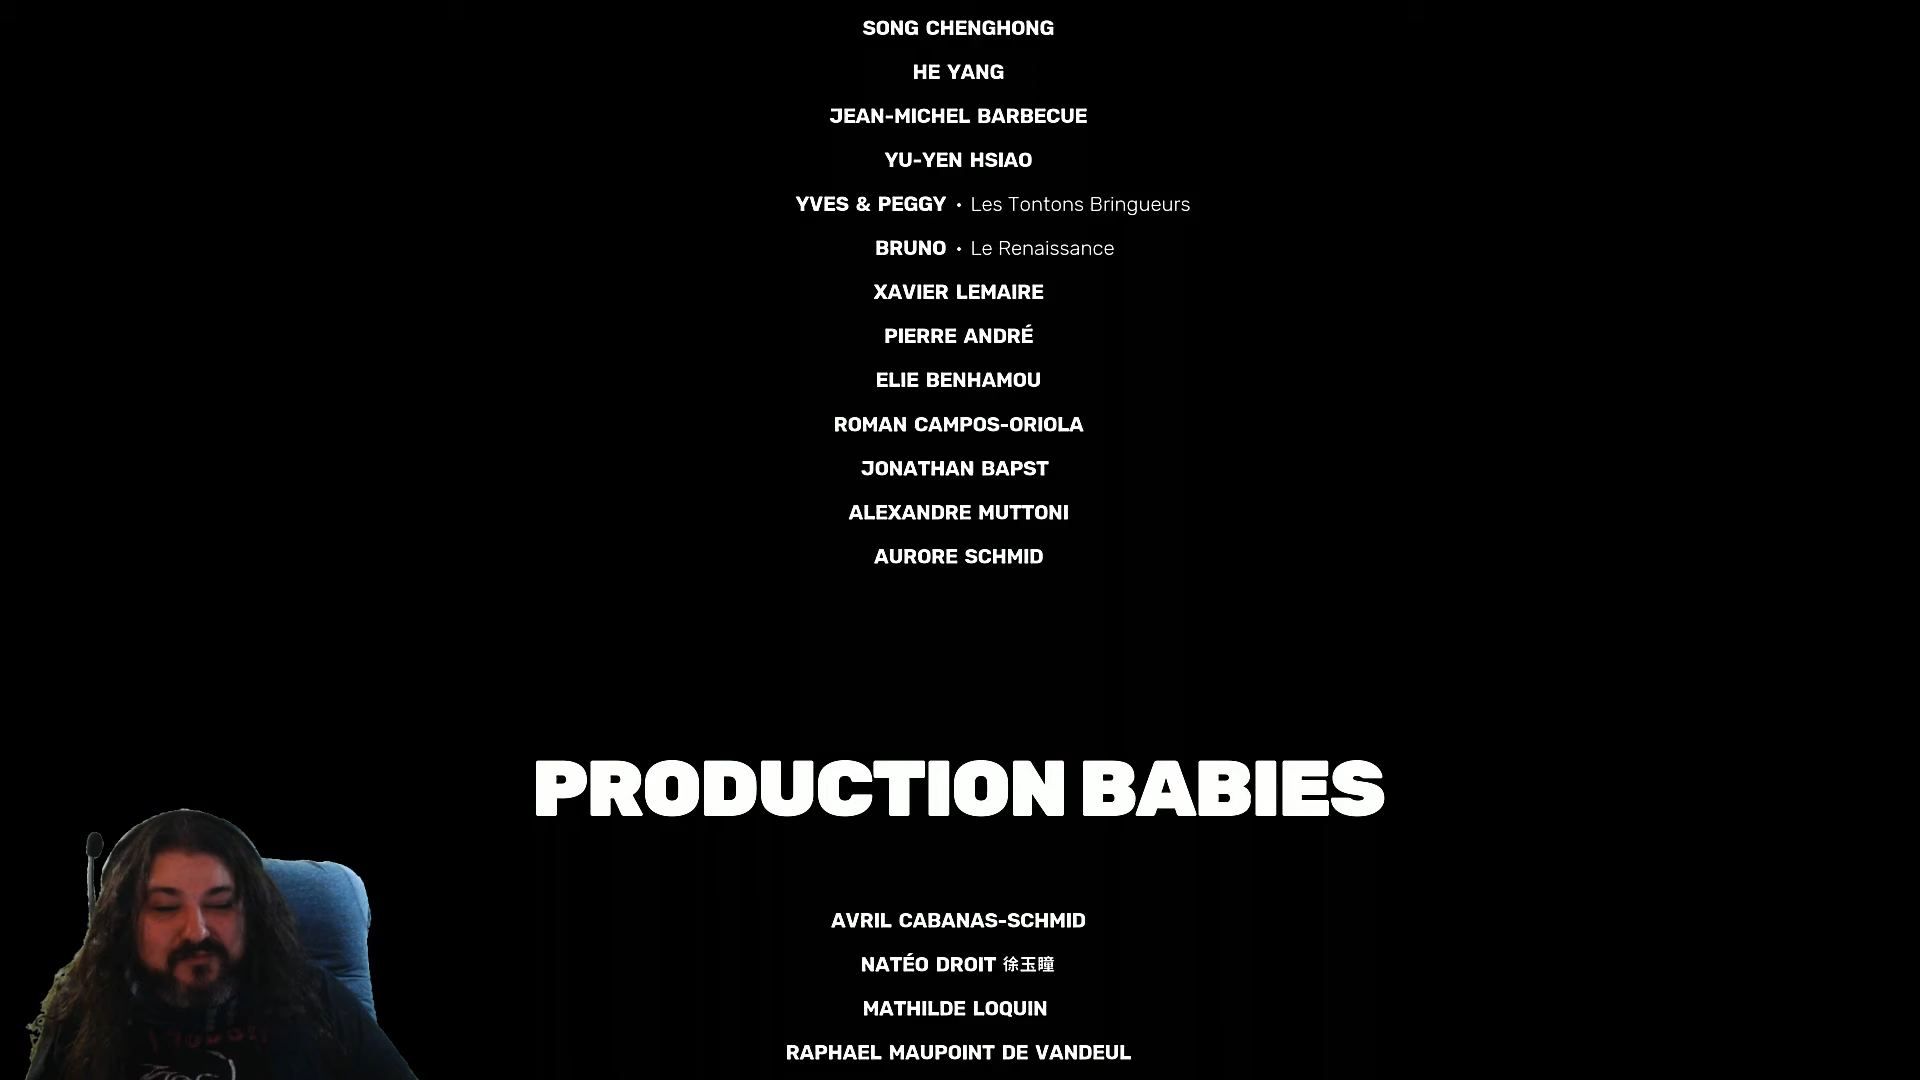 SONG CHENGHONG
HE YANG
JEAN-MICHEL BARBECUE
YU-YEN HSIAO
YVES & PEGGY • Les Tontons Bringueurs
BRUNO • Le Renaissance
XAVIER LEMAIRE
PIERRE ANDRÉ
ELIE BENHAMOU
ROMAN CAMPOS-ORIOLA
JONATHAN BAPST
ALEXANDRE MUTTONI
AURORE SCHMID
PRODUCTION BABIES
AVRIL CABANAS-SCHMID
NATÉO DROIT 徐玉瞳
MATHILDE LOQUIN
RAPHAEL MAUPOINT DE VANDEUL